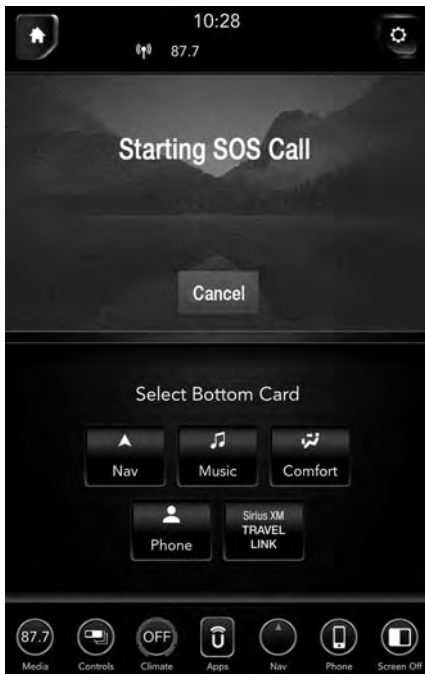 10:28
87.7
Starting SOS Call
Cancel
Select Bottom Card
Nav Music Comfort
Phone
Sirius XM
TRAVEL
LINK
87.7 OFF
Media Controls Climate Apps Nav Phone Screen Off